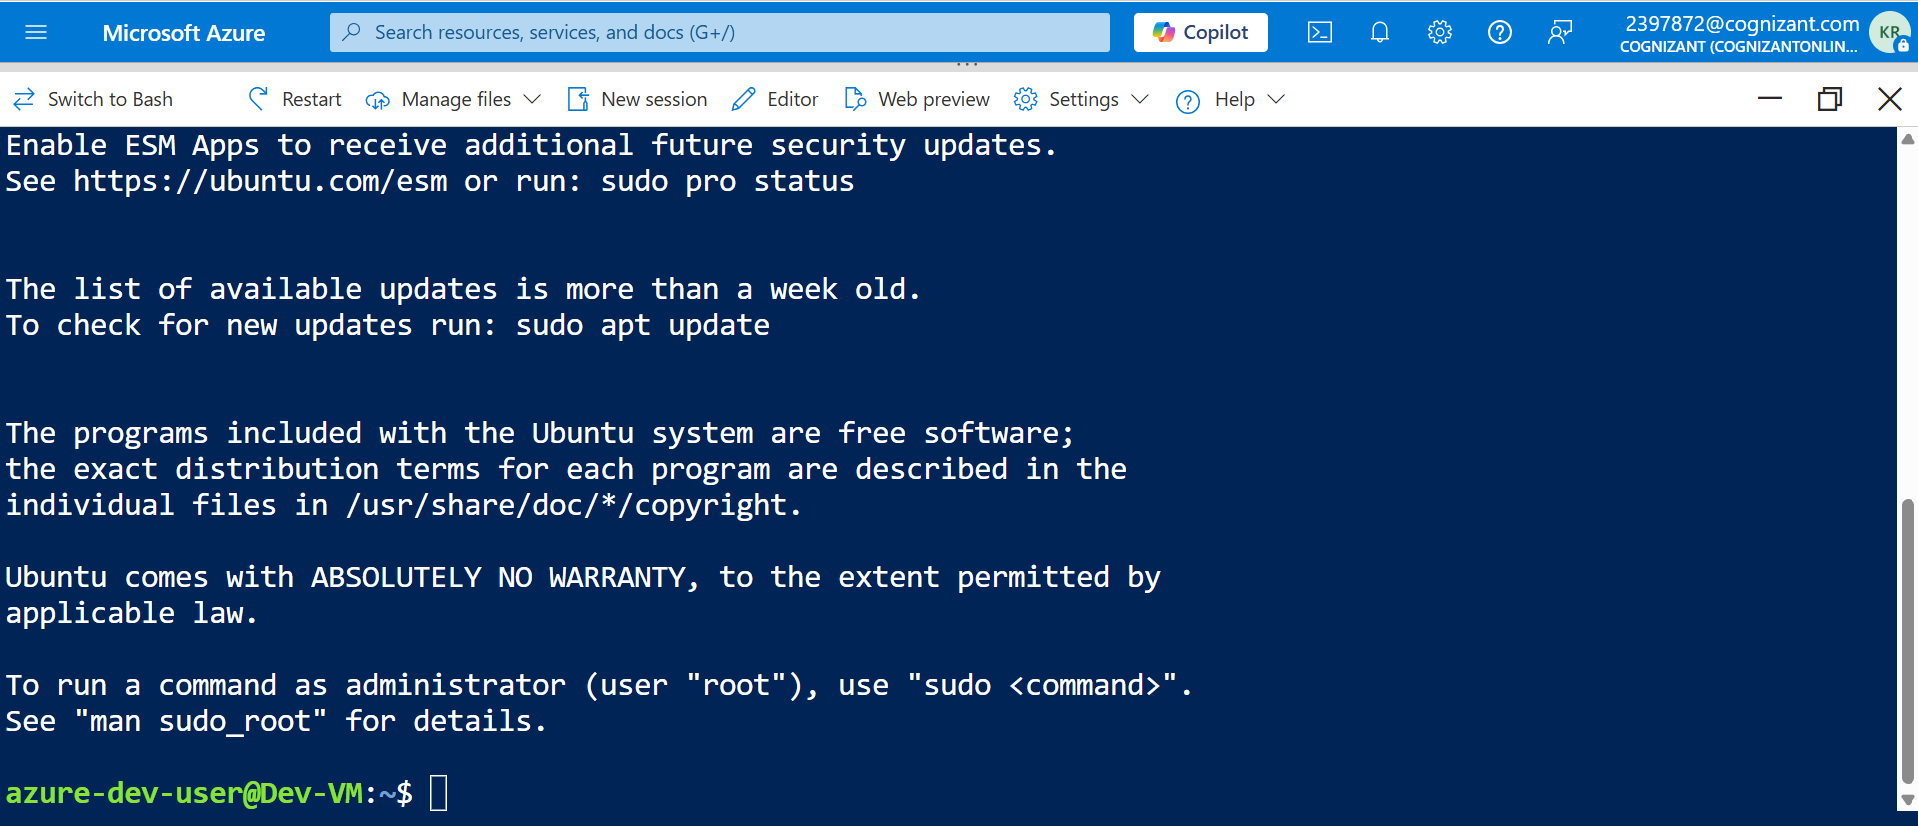 Microsoft Azure
Search resources, services, and docs (G+/)
Copilot
2397872@cognizant.com
COGNIZANT (COGNIZANTONLIN...
KR
Switch to Bash
Restart
Manage files
New session
Editor
Web preview
Settings
Help
Enable ESM Apps to receive additional future security updates.
See https://ubuntu.com/esm or run: sudo pro status
The list of available updates is more than a week old.
To check for new updates run: sudo apt update
The programs included with the Ubuntu system are free software;
the exact distribution terms for each program are described in the
individual files in /usr/share/doc/*/copyright.
Ubuntu comes with ABSOLUTELY NO WARRANTY, to the extent permitted by
applicable law.
To run a command as administrator (user "root"), use "sudo <command>".
See "man sudo_root" for details.
azure-dev-user@Dev-VM:~$